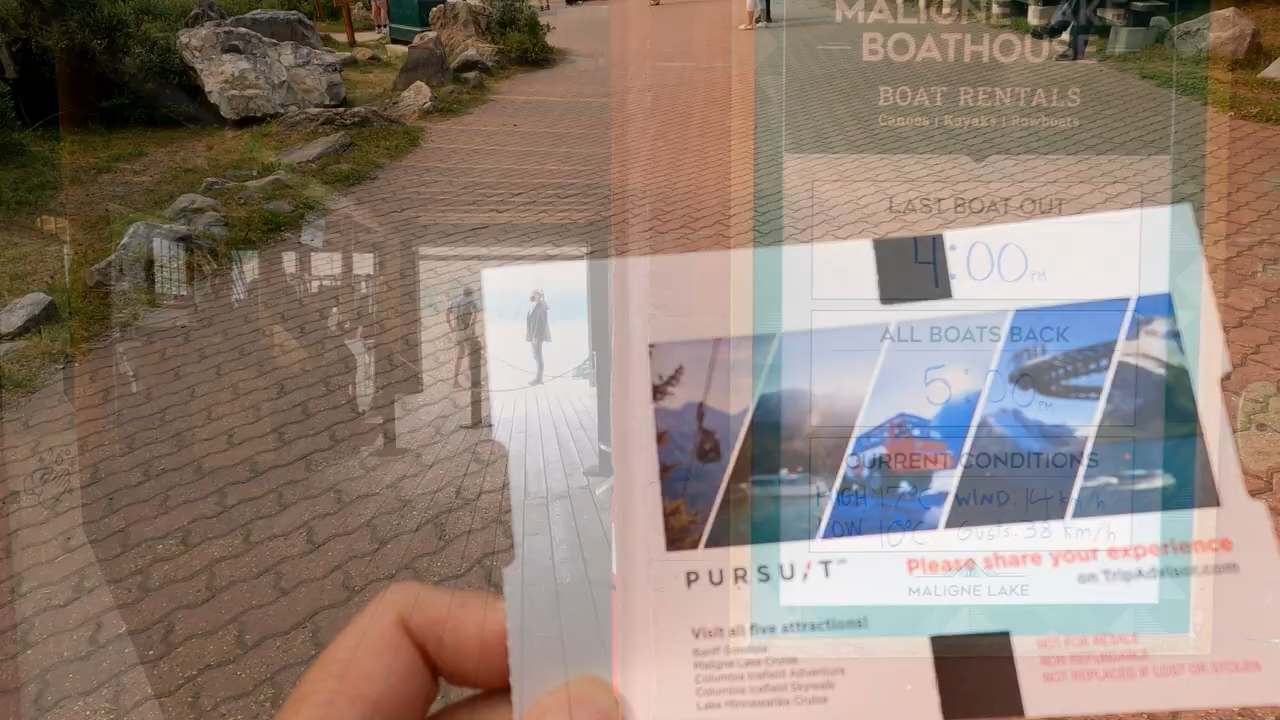 MALIGNE LAKE
BOATHOUSE
BOAT RENTALS
Canoes | Kayaks | Rowboats
LAST BOAT OUT
4:00 PM
ALL BOATS BACK
5:00 PM
CURRENT CONDITIONS
HIGH 17°C WIND. 14 km/h
LOW 10°C Gusts. 38 km/h
MALIGNE LAKE
PURSUIT
Please share your experience
on TripAdvisor.com
Visit all five attractions!
Banff Gondola
Maligne Lake Cruise
Columbia Icefield Adventure
Columbia Icefield Skywalk
Lake Minnewanka Cruise
NOT FOR RESALE
NON REFUNDABLE
NOT REPLACED IF LOST OR STOLEN